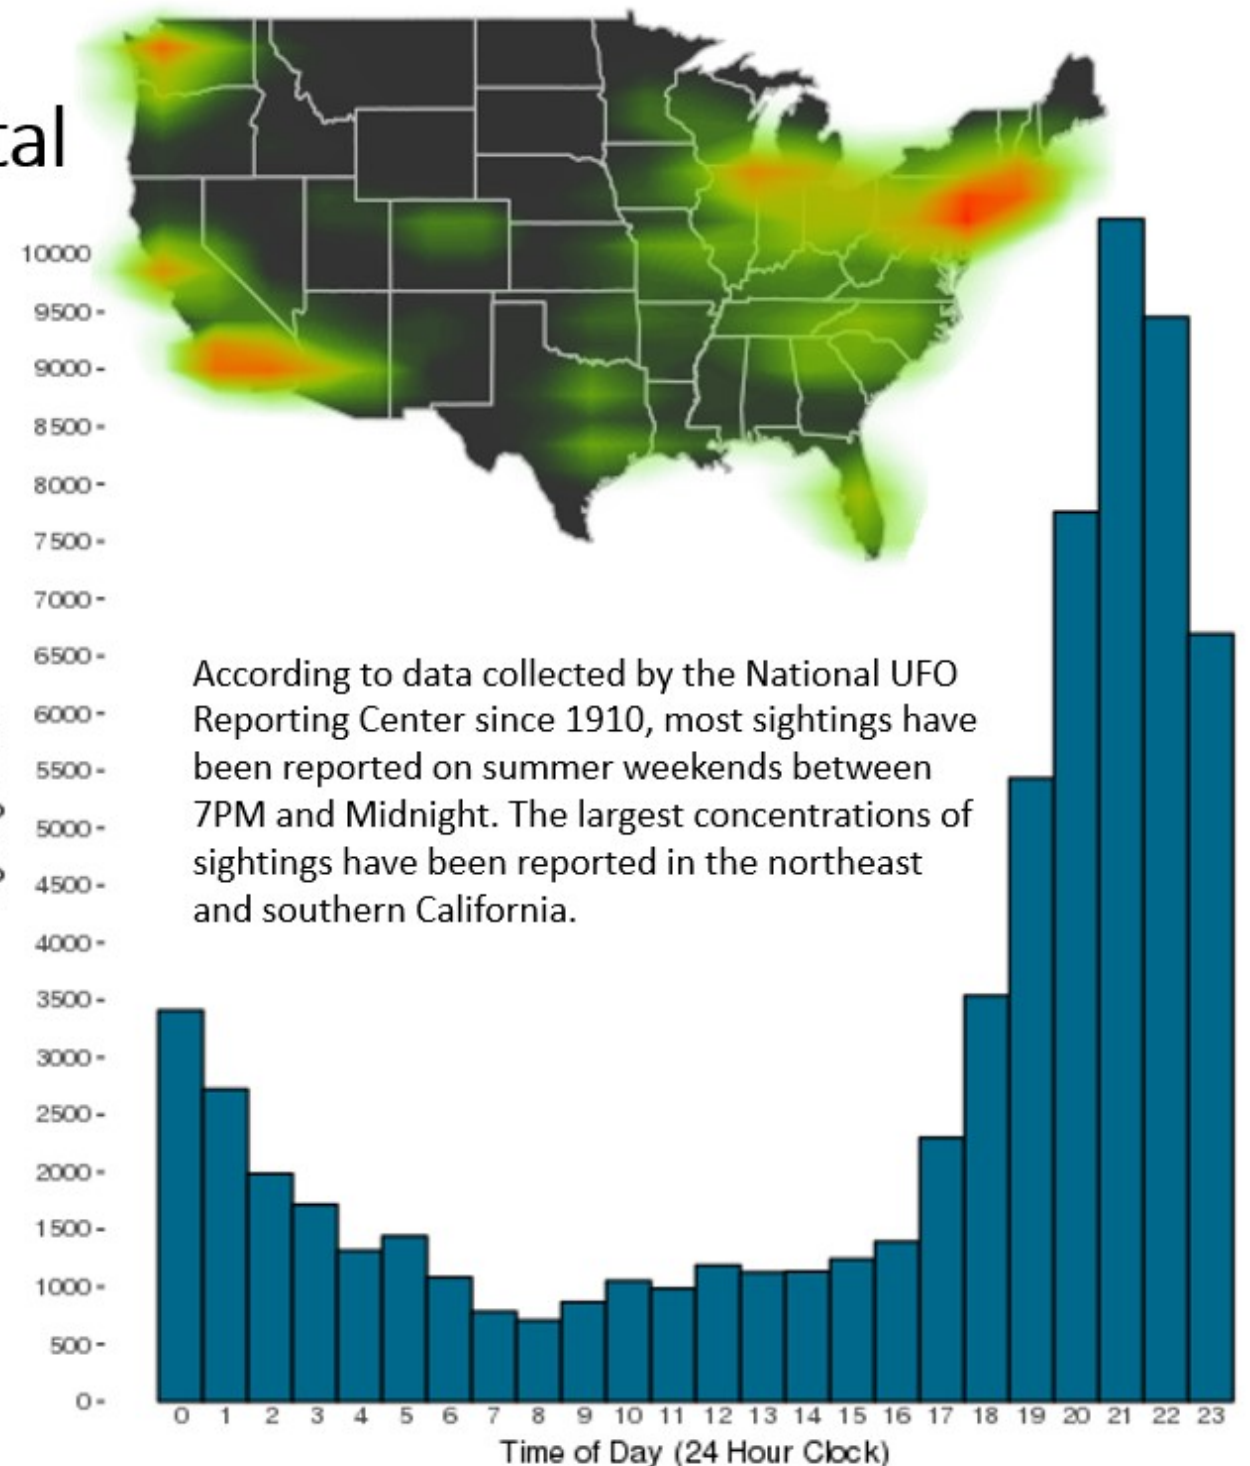 tal
10000
9500
9000
8500
8000
7500
7000
6500
6000
5500
5000
4500
4000
3500
3000
2500
2000
1500
1000
500
0
According to data collected by the National UFO
Reporting Center since 1910, most sightings have
been reported on summer weekends between
7PM and Midnight. The largest concentrations of
sightings have been reported in the northeast
and southern California.
0 1 2 3 4 5 6 7 8 9 10 11 12 13 14 15 16 17 18 19 20 21 22 23
Time of Day (24 Hour Clock)